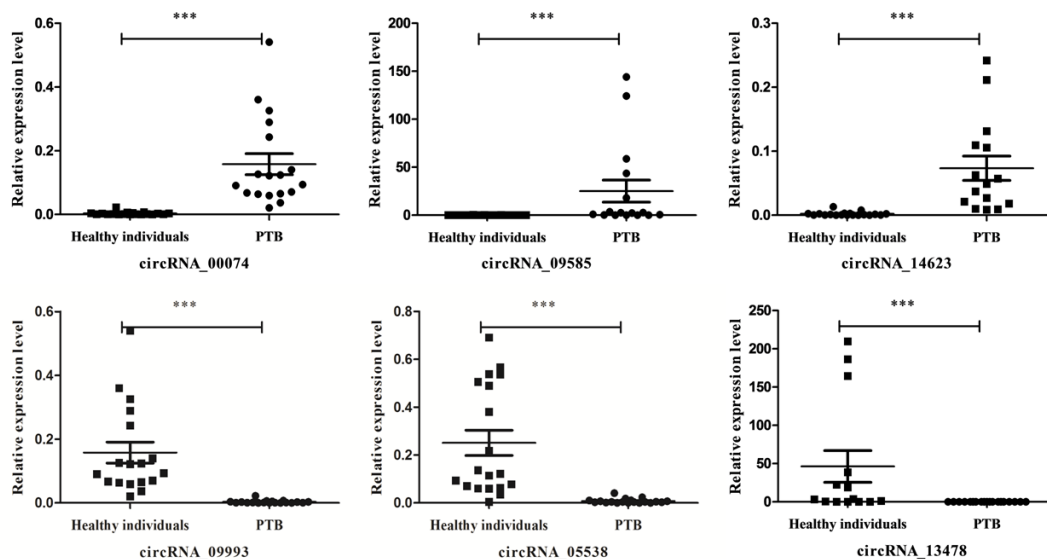 ***
Relative expression level
0.6
0.4
0.2
0.0
Healthy individuals
PTB
circRNA_00074
***
Relative expression level
200
150
100
50
0
Healthy individuals
PTB
circRNA_09585
***
Relative expression level
0.3
0.2
0.1
0.0
Healthy individuals
PTB
circRNA_14623
***
Relative expression level
0.6
0.4
0.2
0.0
Healthy individuals
PTB
circRNA_09993
***
Relative expression level
0.8
0.6
0.4
0.2
0.0
Healthy individuals
PTB
circRNA_05538
***
Relative expression level
250
200
150
100
50
0
Healthy individuals
PTB
circRNA_13478